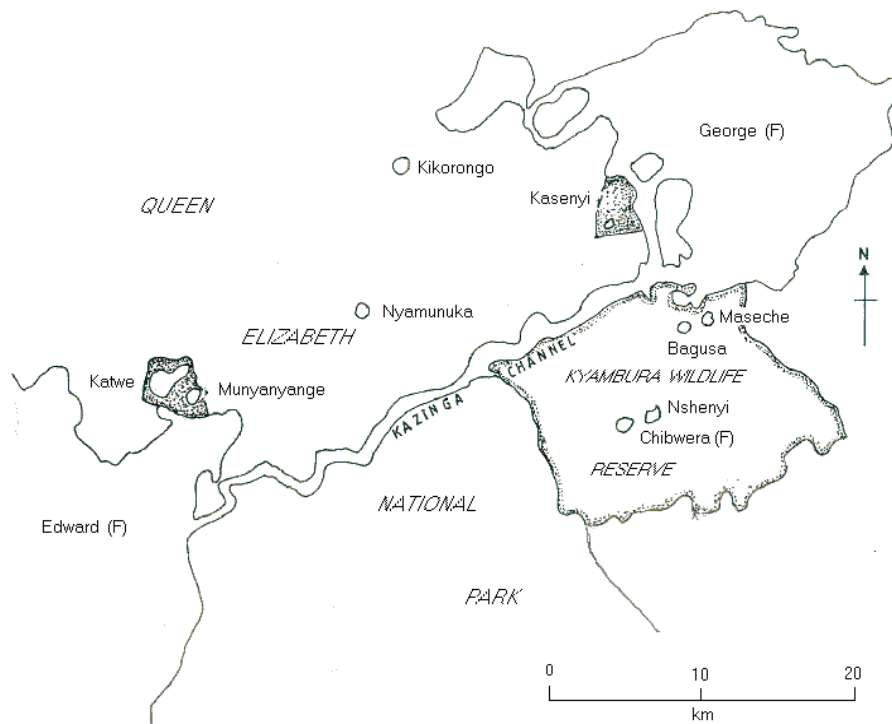 George (F)
Kikorongo
Kasenyi
QUEEN
N
Nyamunuka
Maseche
ELIZABETH
Bagusa
CHANNEL
Katwe
Munyanyange
KYAMBURA WILDLIFE
KAZINGA
Nshenyi
Chibwera (F)
RESERVE
NATIONAL
Edward (F)
PARK
0 10 20
km